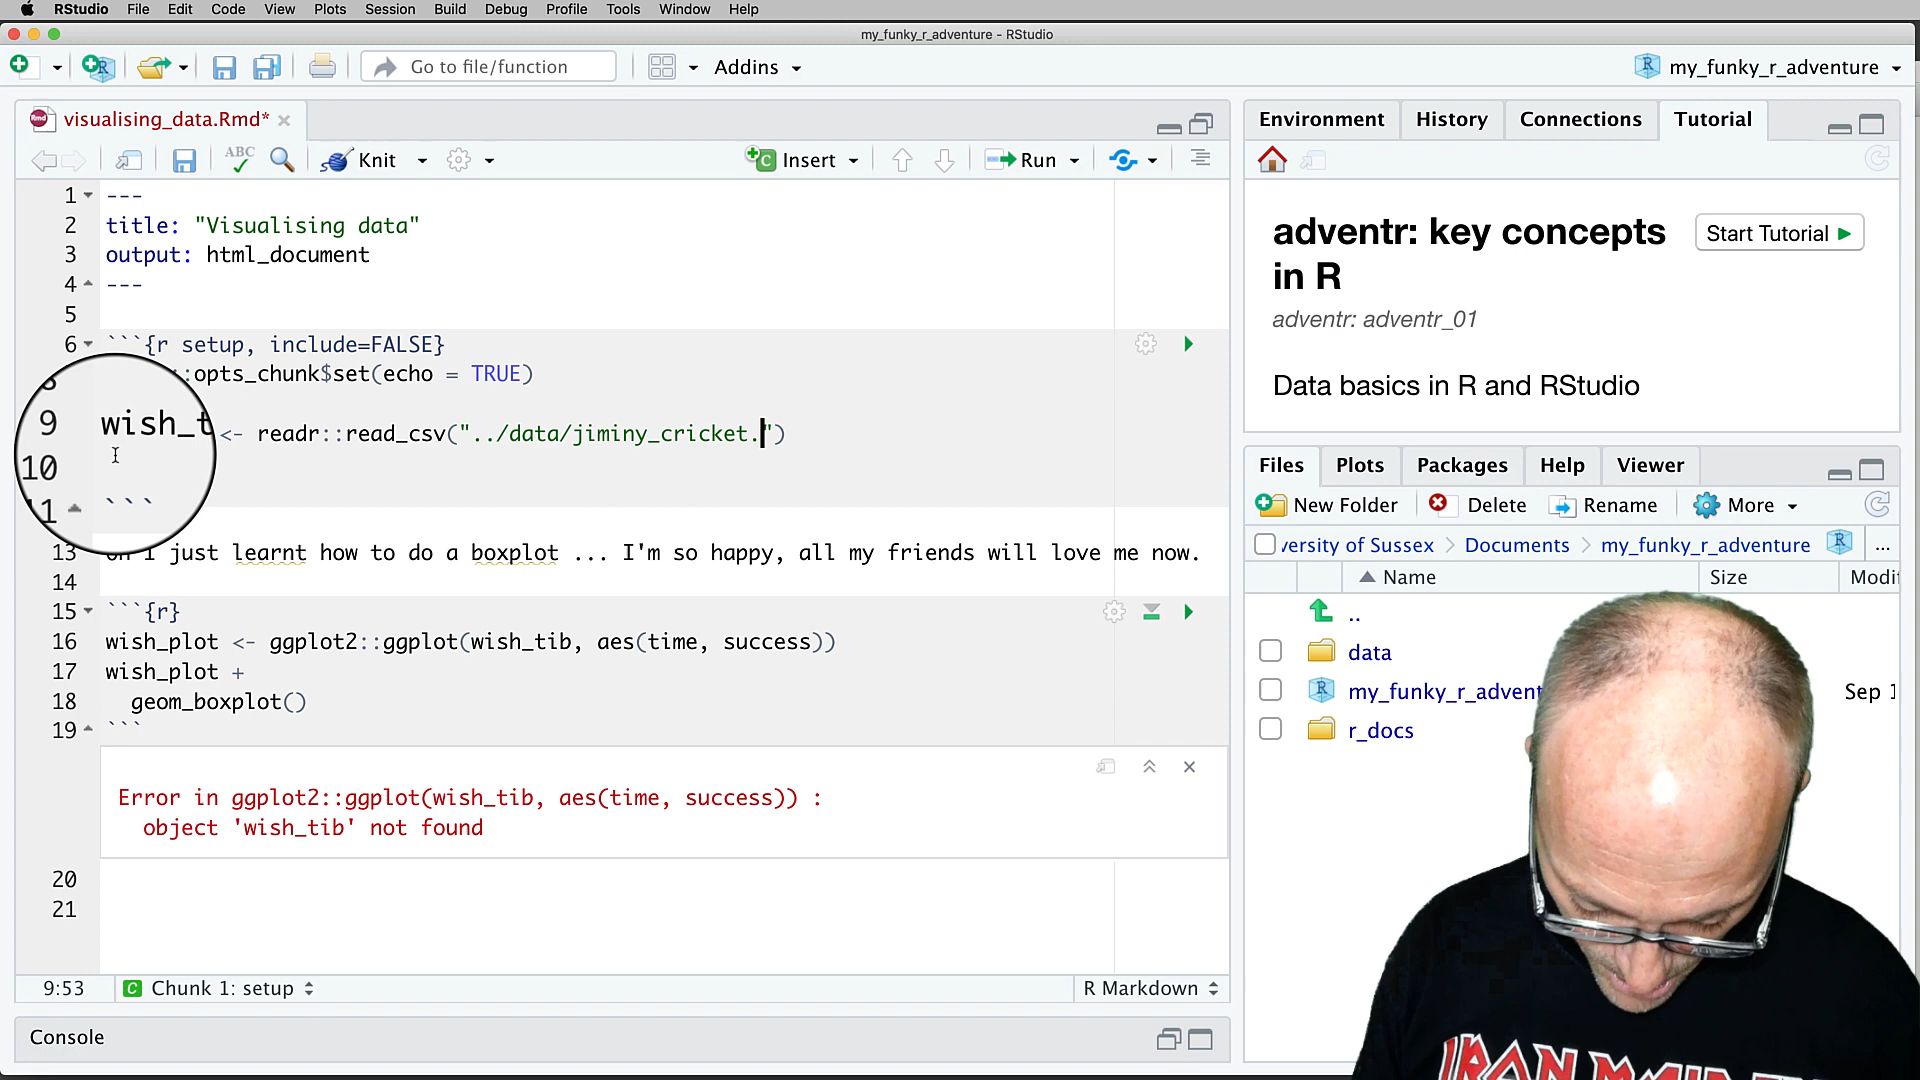 RStudio File Edit Code View Plots Session Build Debug Profile Tools Window Help
my_funky_r_adventure - RStudio
Go to file/function
Addins
my_funky_r_adventure
visualising_data.Rmd*
ABC
Knit
Insert
Run
1 ---
2 title: "Visualising data"
3 output: html_document
4 ---
5
6 ```{r setup, include=FALSE}
:opts_chunk$set(echo = TRUE)
9 wish_t <- readr::read_csv("../data/jiminy_cricket.")
10
11 ```
13 oh I just learnt how to do a boxplot ... I'm so happy, all my friends will love me now.
14
15 ```{r}
16 wish_plot <- ggplot2::ggplot(wish_tib, aes(time, success))
17 wish_plot +
18 geom_boxplot()
19 ```
Error in ggplot2::ggplot(wish_tib, aes(time, success)) :
object 'wish_tib' not found
20
21
9:53 C Chunk 1: setup R Markdown
Console
Environment History Connections Tutorial
adventr: key concepts
in R
Start Tutorial
adventr: adventr_01
Data basics in R and RStudio
Files Plots Packages Help Viewer
New Folder Delete Rename More
versity of Sussex Documents my_funky_r_adventure ...
Name Size Modi
..
data
my_funky_r_advent Sep 1
r_docs
IRON MAIDEN